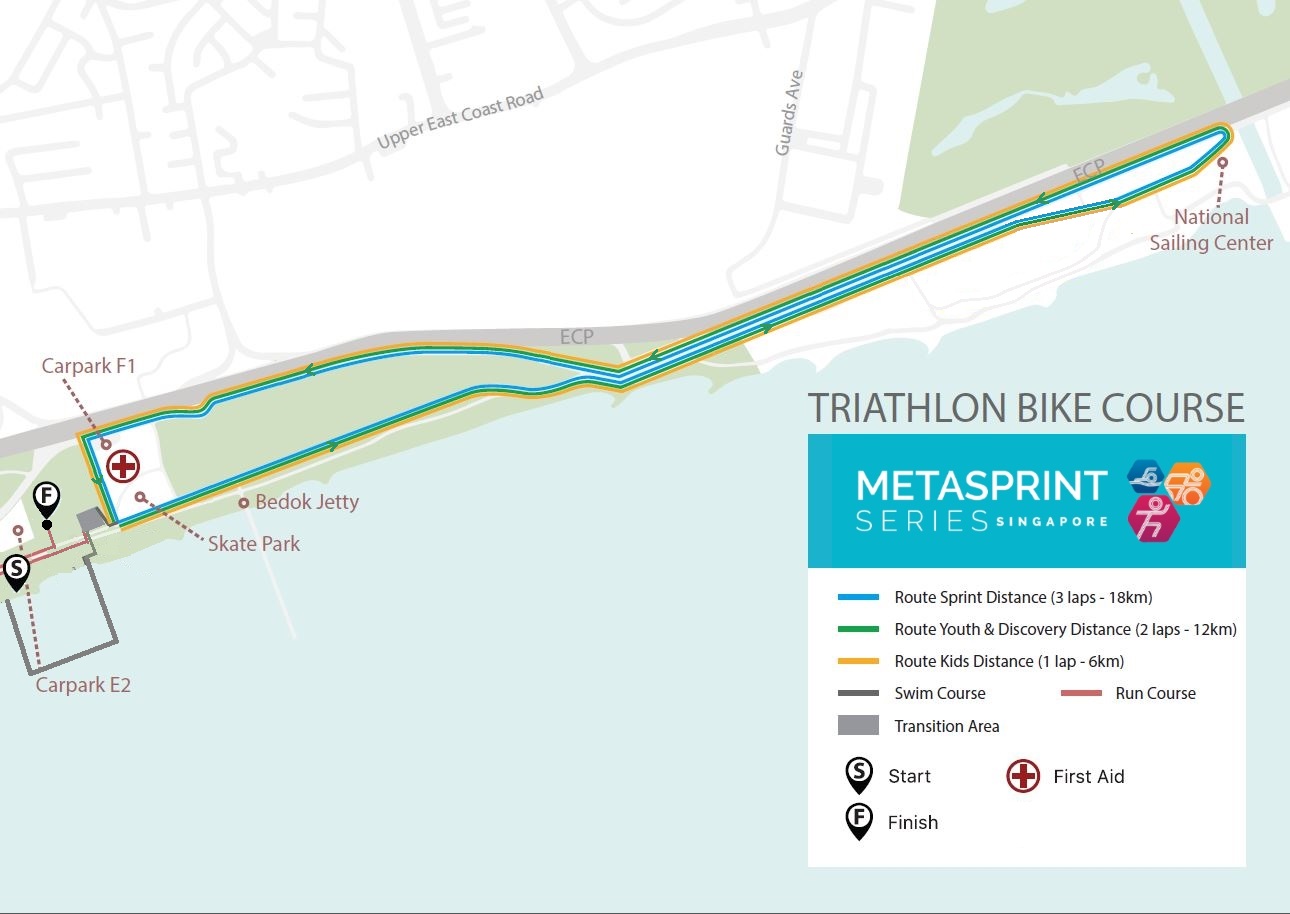 Upper East Coast Road
Guards Ave
ECP
National
Sailing Center
ECP
Carpark F1
F
Bedok Jetty
Skate Park
S
Carpark E2
TRIATHLON BIKE COURSE
METASPRINT
SERIES SINGAPORE
Route Sprint Distance (3 laps - 18km)
Route Youth & Discovery Distance (2 laps - 12km)
Route Kids Distance (1 lap - 6km)
Swim Course
Run Course
Transition Area
S Start
First Aid
F Finish